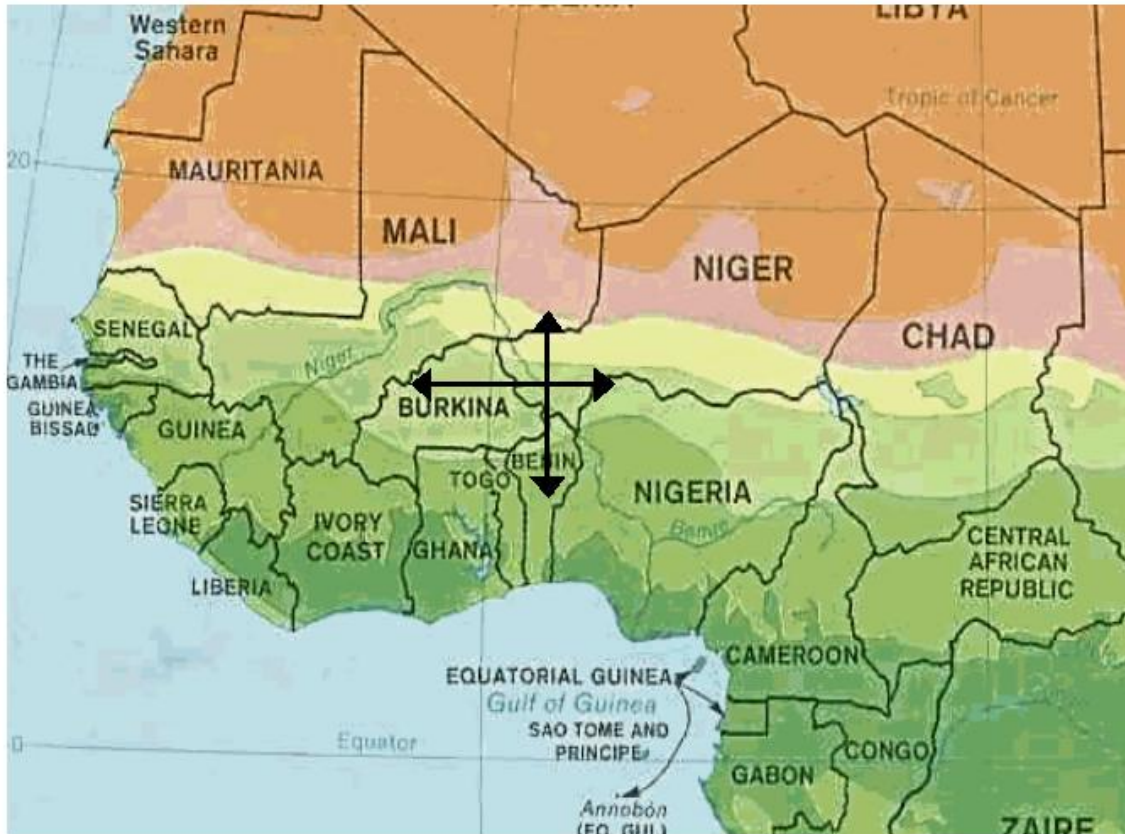 LIBYA
Western
Sahara
Tropic of Cancer
20
MAURITANIA
MALI
NIGER
CHAD
SENEGAL
THE
GAMBIA
Niger
GUINEA
BISSAU
BURKINA
GUINEA
TOGO
BENIN
NIGERIA
SIERRA
LEONE
IVORY
COAST
GHANA
CENTRAL
AFRICAN
REPUBLIC
LIBERIA
CAMEROON
EQUATORIAL GUINEA
Gulf of Guinea
SAO TOME AND
PRINCIPE
0
Equator
CONGO
GABON
Annobón
(EQ. GUI.)
ZAIRE